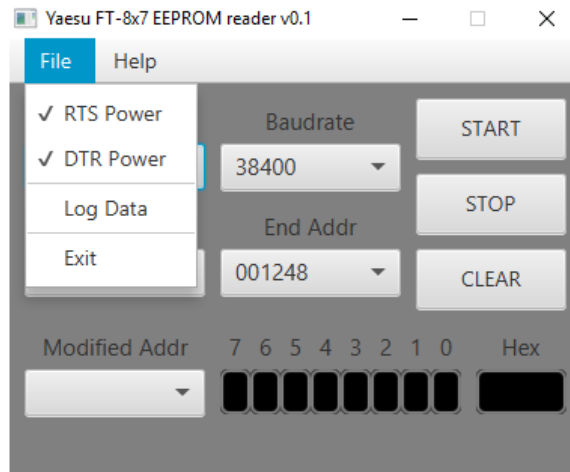 Yaesu FT-8x7 EEPROM reader v0.1
File Help
✓ RTS Power
✓ DTR Power
Log Data
Exit
Baudrate
38400
End Addr
001248
START
STOP
CLEAR
Modified Addr 7 6 5 4 3 2 1 0 Hex